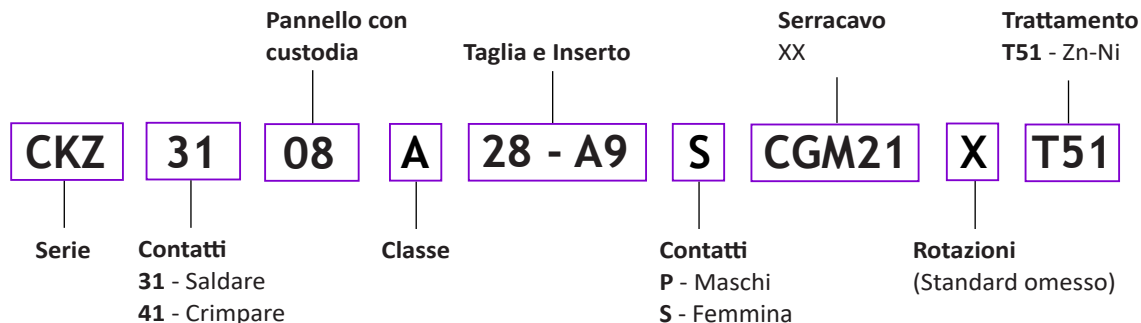 Pannello con
custodia
Taglia e Inserto
Serracavo
XX
Trattamento
T51 - Zn-Ni
CKZ 31 08 A 28 - A9 S CGM21 X T51
Serie
Contatti
31 - Saldare
41 - Crimpare
Classe
Contatti
P - Maschi
S - Femmina
Rotazioni
(Standard omesso)